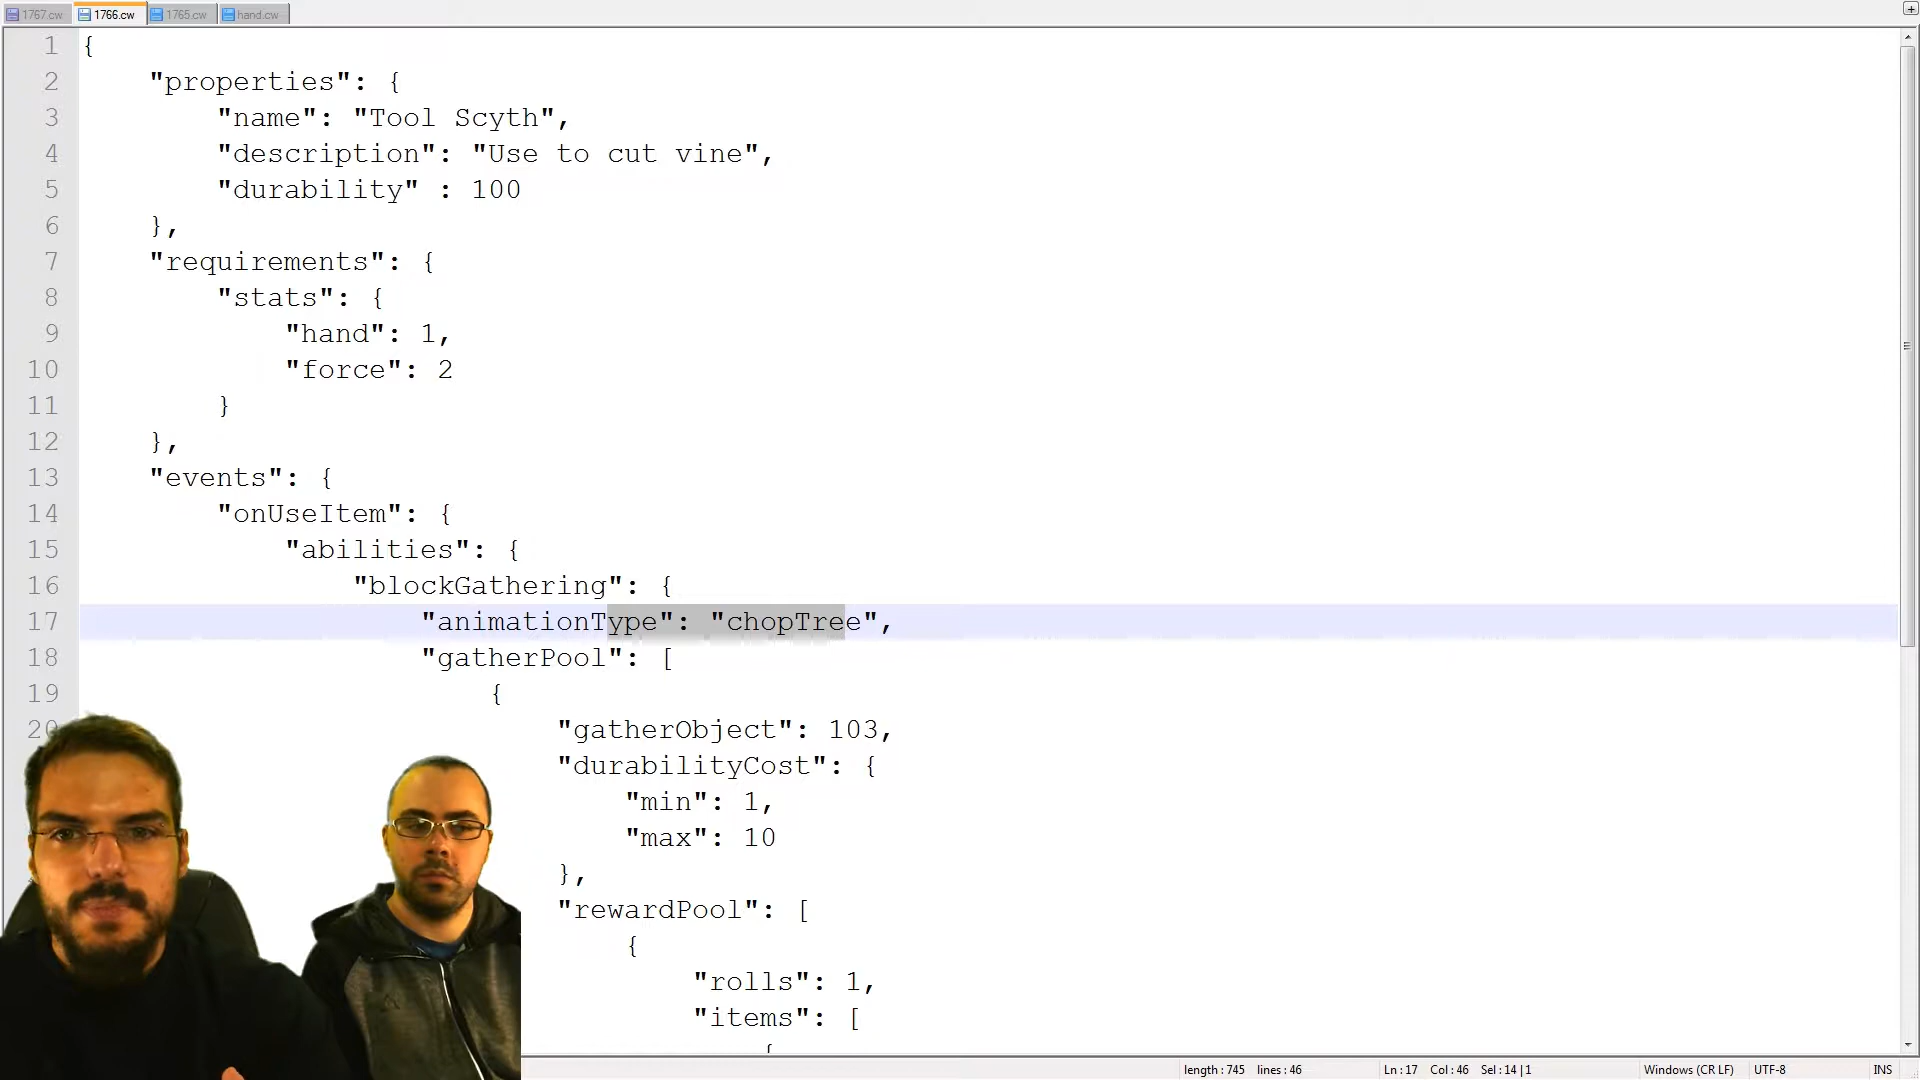 1767.cw 1766.cw 1765.cw hand.cw
1 {
2 "properties": {
3 "name": "Tool Scyth",
4 "description": "Use to cut vine",
5 "durability" : 100
6 },
7 "requirements": {
8 "stats": {
9 "hand": 1,
10 "force": 2
11 }
12 },
13 "events": {
14 "onUseItem": {
15 "abilities": {
16 "blockGathering": {
17 "animationType": "chopTree",
18 "gatherPool": [
19 {
20 "gatherObject": 103,
"durabilityCost": {
"min": 1,
"max": 10
},
"rewardPool": [
{
"rolls": 1,
"items": [
{
length : 745 lines : 46 Ln : 17 Col : 46 Sel : 14 | 1 Windows (CR LF) UTF-8 INS